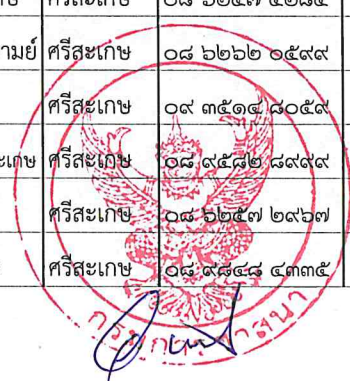 ศรีสะเกษ
ามย์ ศรีสะเกษ ๐๘ ๖๒๖๒ ๐๕๙๙
ศรีสะเกษ ๐๙ ๓๕๑๔ ๘๐๕๙
ะเกษ ศรีสะเกษ ๐๘ ๙๕๘๒ ๘๙๙๙
ศรีสะเกษ ๐๘ ๖๒๕๗ ๒๙๖๗
ศรีสะเกษ ๐๘ ๙๘๔๘ ๔๓๓๕